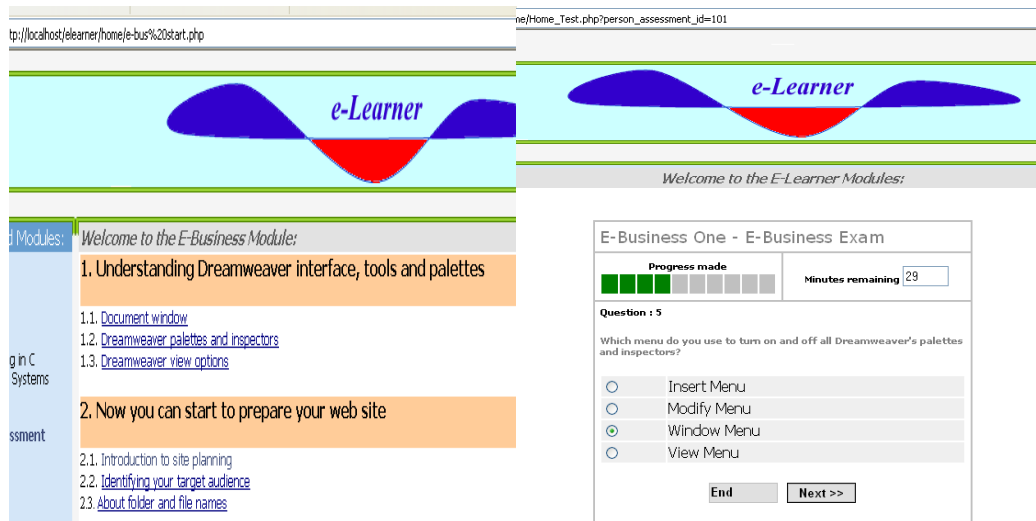 tp://localhost/elearner/home/e-bus%20start.php
e-Learner
d Modules:
g in C
Systems
ssment
Welcome to the E-Business Module:
1. Understanding Dreamweaver interface, tools and palettes
1.1. Document window
1.2. Dreamweaver palettes and inspectors
1.3. Dreamweaver view options
2. Now you can start to prepare your web site
2.1. Introduction to site planning
2.2. Identifying your target audience
2.3. About folder and file names
ne/Home_Test.php?person_assessment_id=101
e-Learner
Welcome to the E-Learner Modules:
E-Business One - E-Business Exam
Progress made
Minutes remaining 29
Question : 5
Which menu do you use to turn on and off all Dreamweaver's palettes
and inspectors?
Insert Menu
Modify Menu
Window Menu
View Menu
End Next >>